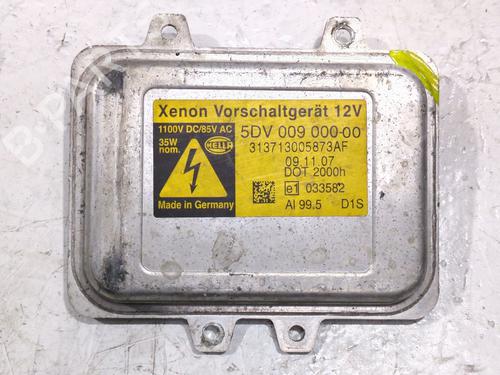 Xenon Vorschaltgerät 12V
1100V DC/85V AC
35W
nom.
HELLA
5DV 009 000-00
313713005873AF
09.11.07
DOT 2000h
e1 033582
Made in Germany
Al 99.5 D1S